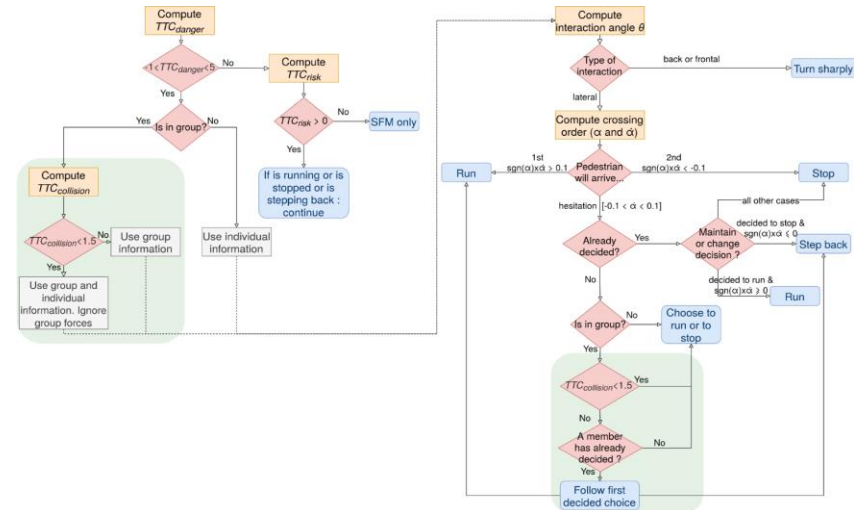 Compute
TTCdanger
-1<TTCdanger<5
No
Yes
Compute
TTCrisk
TTCrisk > 0
No
SFM only
Yes
If is running or is
stopped or is
stepping back :
continue
Is in group?
Yes
No
Compute
TTCcollision
TTCcollision<1.5
No
Use group
information
Yes
Use group and
individual
information. Ignore
group forces
Use individual
information
Compute
interaction angle θ
Type of
interaction
back or frontal
Turn sharply
lateral
Compute crossing
order (α and α̇)
Pedestrian
will arrive...
1st
sgn(α)xα̇ > 0.1
Run
2nd
sgn(α)xα̇ < -0.1
Stop
hesitation [-0.1 < α̇ < 0.1]
Already
decided?
Yes
Maintain
or change
decision ?
all other cases
decided to stop &
sgn(α)xα̇ ⩽ 0
Step back
decided to run &
sgn(α)xα̇ ⩾ 0
Run
No
Is in group?
No
Choose to
run or to
stop
Yes
TTCcollision<1.5
Yes
No
A member
has already
decided ?
No
Yes
Follow first
decided choice